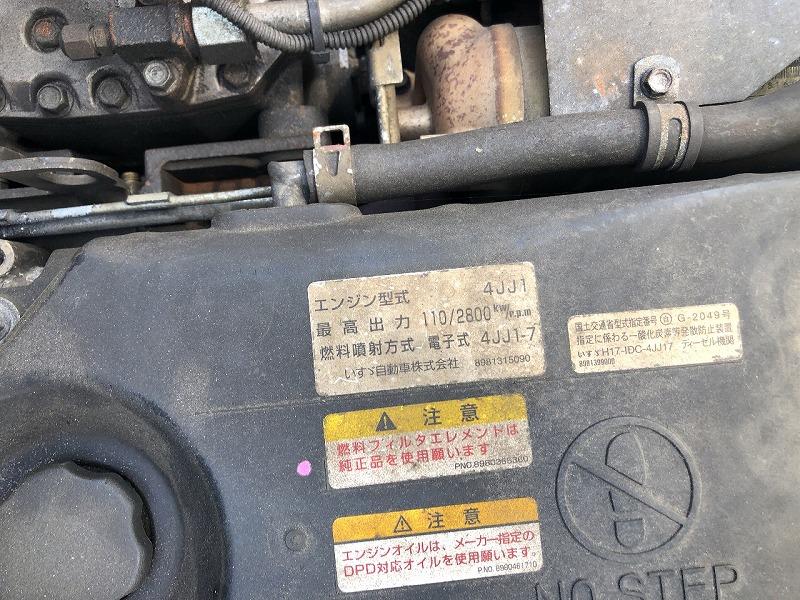 エンジン型式 4JJ1
最高出力 110/2800 kW/r.p.m
燃料噴射方式 電子式 4JJ1-7
いすゞ自動車株式会社 8981315090
国土交通省型式指定番号 G-2049号
指定に係わる一酸化炭素等発散防止装置
いすゞH17-IDC-4JJ17 ディーゼル機関
8981399800
⚠ 注意
燃料フィルタエレメントは
純正品を使用願います
⚠ 注意
エンジンオイルは、メーカー指定の
DPD対応オイルを使用願います。
P.NO. 8980461710
NO STEP